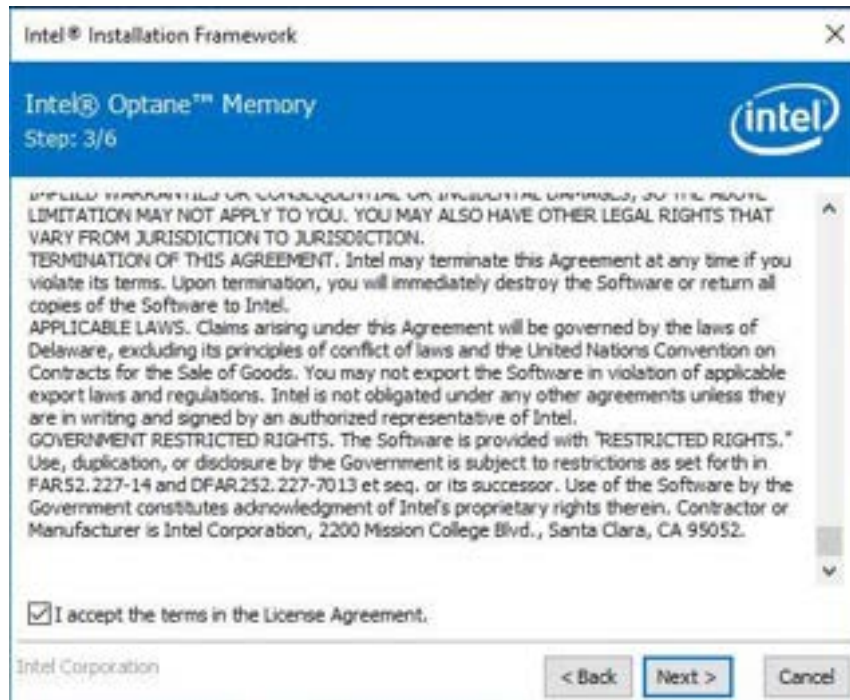 Intel® Installation Framework
Intel® Optane™ Memory
Step: 3/6
intel
IMPLIED WARRANTIES OR CONSEQUENTIAL OR INCIDENTAL DAMAGES, SO THE ABOVE
LIMITATION MAY NOT APPLY TO YOU. YOU MAY ALSO HAVE OTHER LEGAL RIGHTS THAT
VARY FROM JURISDICTION TO JURISDICTION.
TERMINATION OF THIS AGREEMENT. Intel may terminate this Agreement at any time if you
violate its terms. Upon termination, you will immediately destroy the Software or return all
copies of the Software to Intel.
APPLICABLE LAWS. Claims arising under this Agreement will be governed by the laws of
Delaware, excluding its principles of conflict of laws and the United Nations Convention on
Contracts for the Sale of Goods. You may not export the Software in violation of applicable
export laws and regulations. Intel is not obligated under any other agreements unless they
are in writing and signed by an authorized representative of Intel.
GOVERNMENT RESTRICTED RIGHTS. The Software is provided with "RESTRICTED RIGHTS."
Use, duplication, or disclosure by the Government is subject to restrictions as set forth in
FAR52.227-14 and DFAR252.227-7013 et seq. or its successor. Use of the Software by the
Government constitutes acknowledgment of Intel's proprietary rights therein. Contractor or
Manufacturer is Intel Corporation, 2200 Mission College Blvd., Santa Clara, CA 95052.
I accept the terms in the License Agreement.
Intel Corporation
< Back
Next >
Cancel